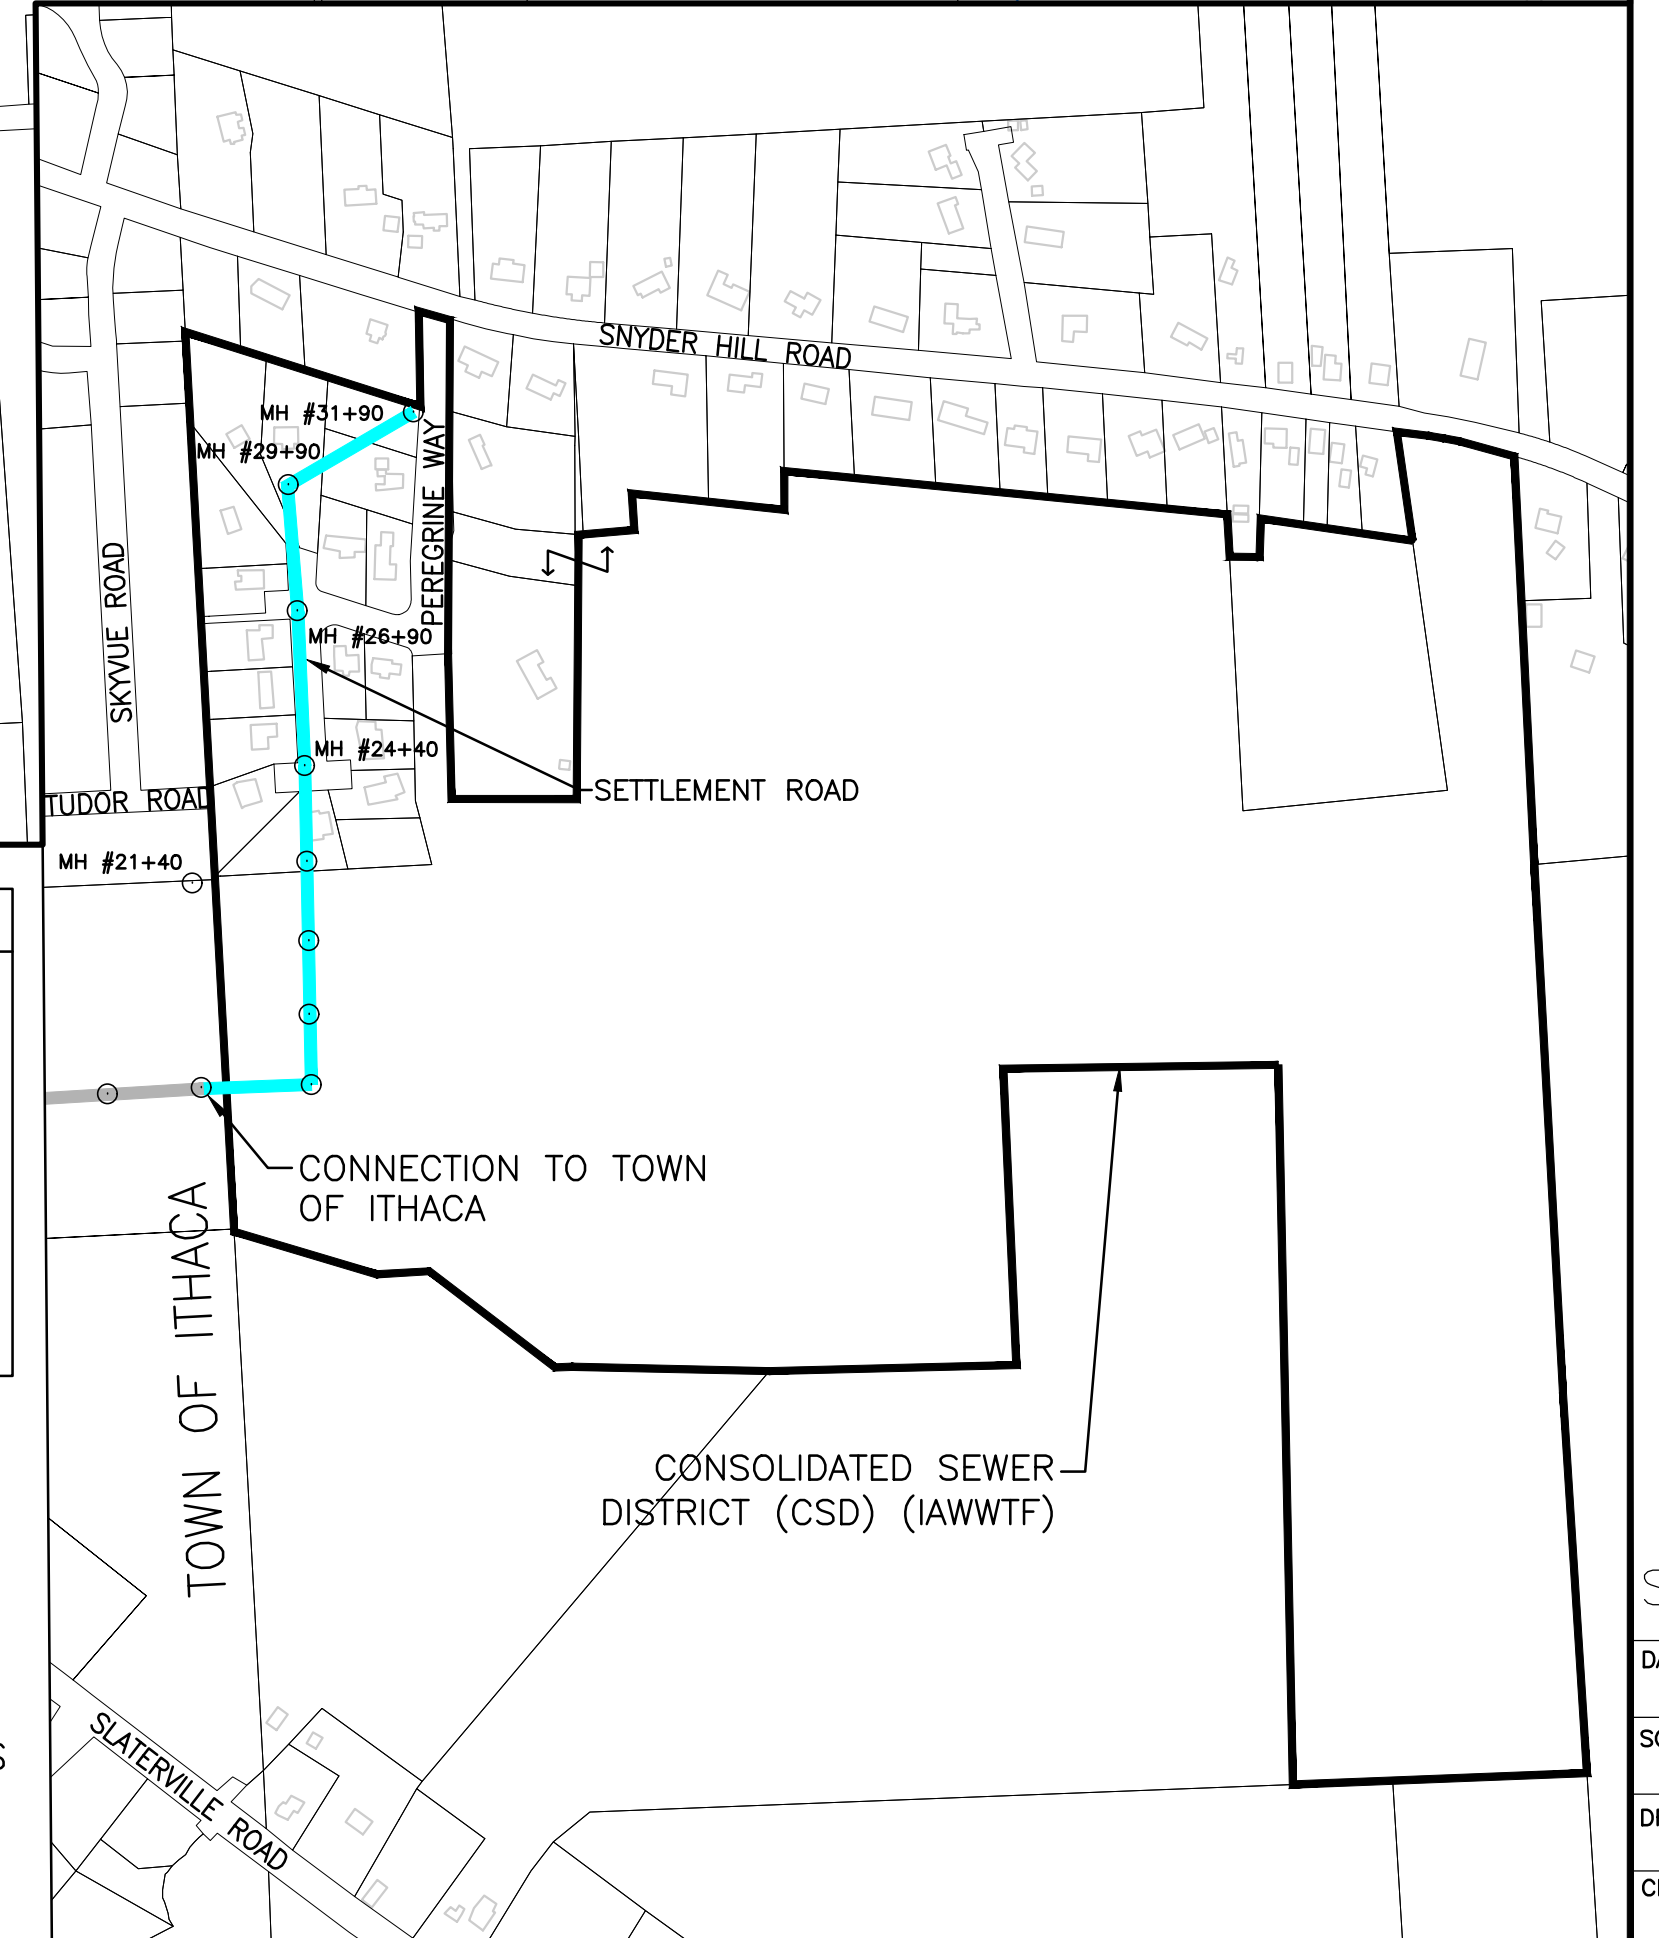 SNYDER HILL ROAD
MH #31+90
MH #29+90
PEREGRINE WAY
SKYVUE ROAD
MH #26+90
MH #24+40
SETTLEMENT ROAD
TUDOR ROAD
MH #21+40
CONNECTION TO TOWN
OF ITHACA
TOWN OF ITHACA
CONSOLIDATED SEWER
DISTRICT (CSD) (IAWWTF)
SLATERVILLE ROAD